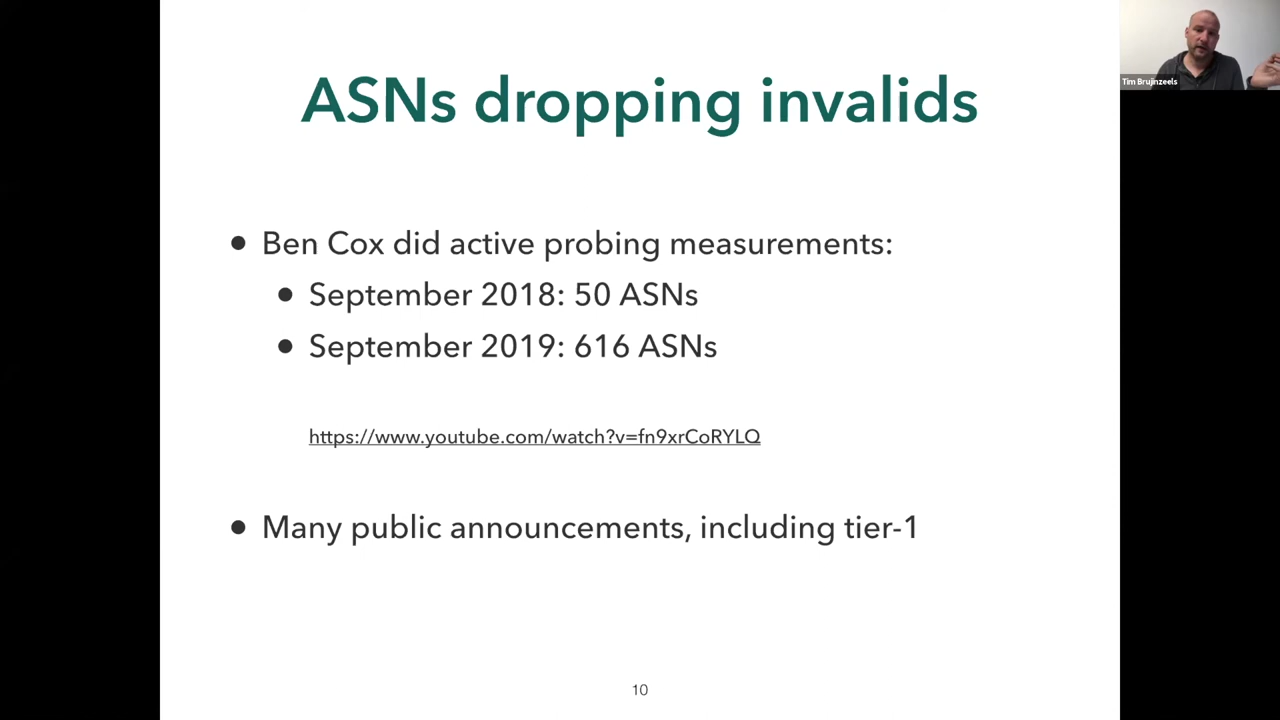 ASNs dropping invalids
Tim Bruijnzeels
• Ben Cox did active probing measurements:
• September 2018: 50 ASNs
• September 2019: 616 ASNs
https://www.youtube.com/watch?v=fn9xrCoRYLQ
• Many public announcements, including tier-1
10